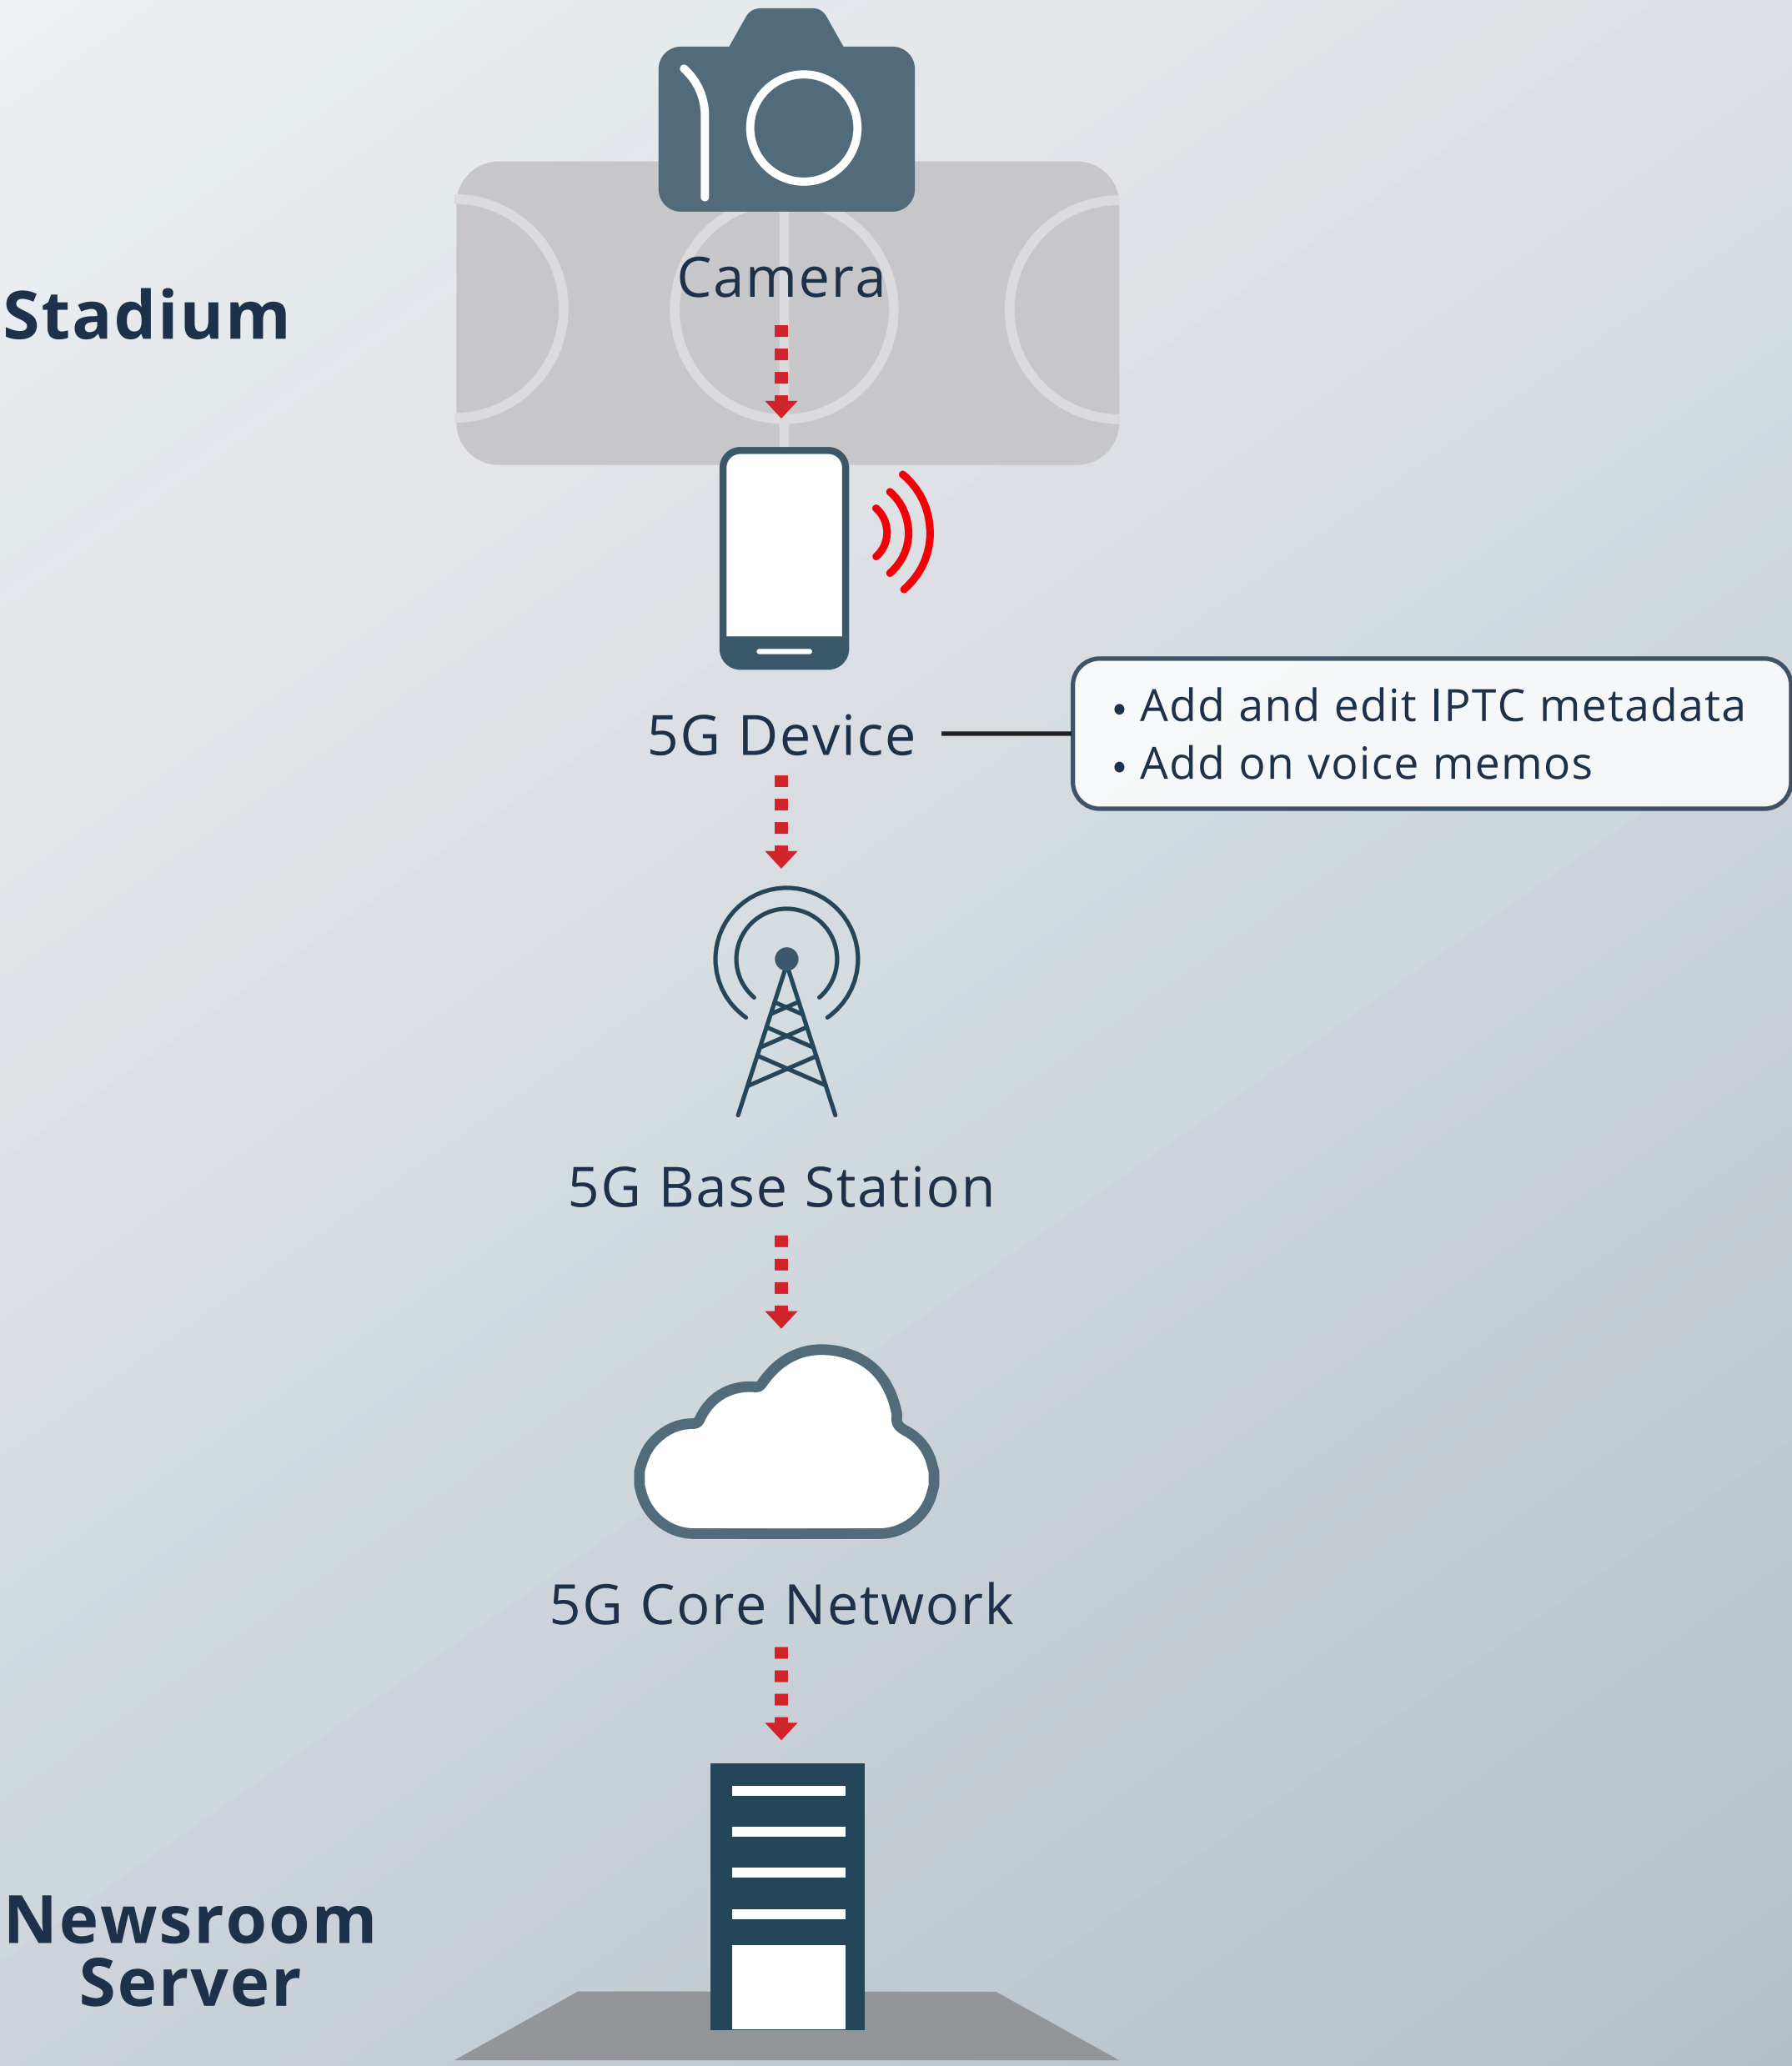 Camera
Stadium
5G Device
• Add and edit IPTC metadata
• Add on voice memos
5G Base Station
5G Core Network
Newsroom
Server